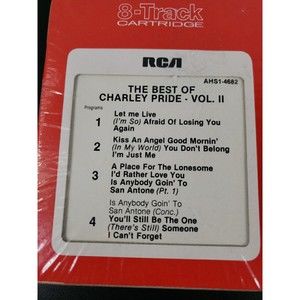 8-Track
CARTRIDGE
RCA
AHS1-4682
THE BEST OF
CHARLEY PRIDE - VOL. II
Programs
1
Let me Live
(I'm So) Afraid Of Losing You
Again
2
Kiss An Angel Good Mornin'
(In My World) You Don't Belong
I'm Just Me
3
A Place For The Lonesome
I'd Rather Love You
Is Anybody Goin' To
San Antone (Pt. 1)
4
Is Anybody Goin' To
San Antone (Conc.)
You'll Still Be The One
(There's Still) Someone
I Can't Forget